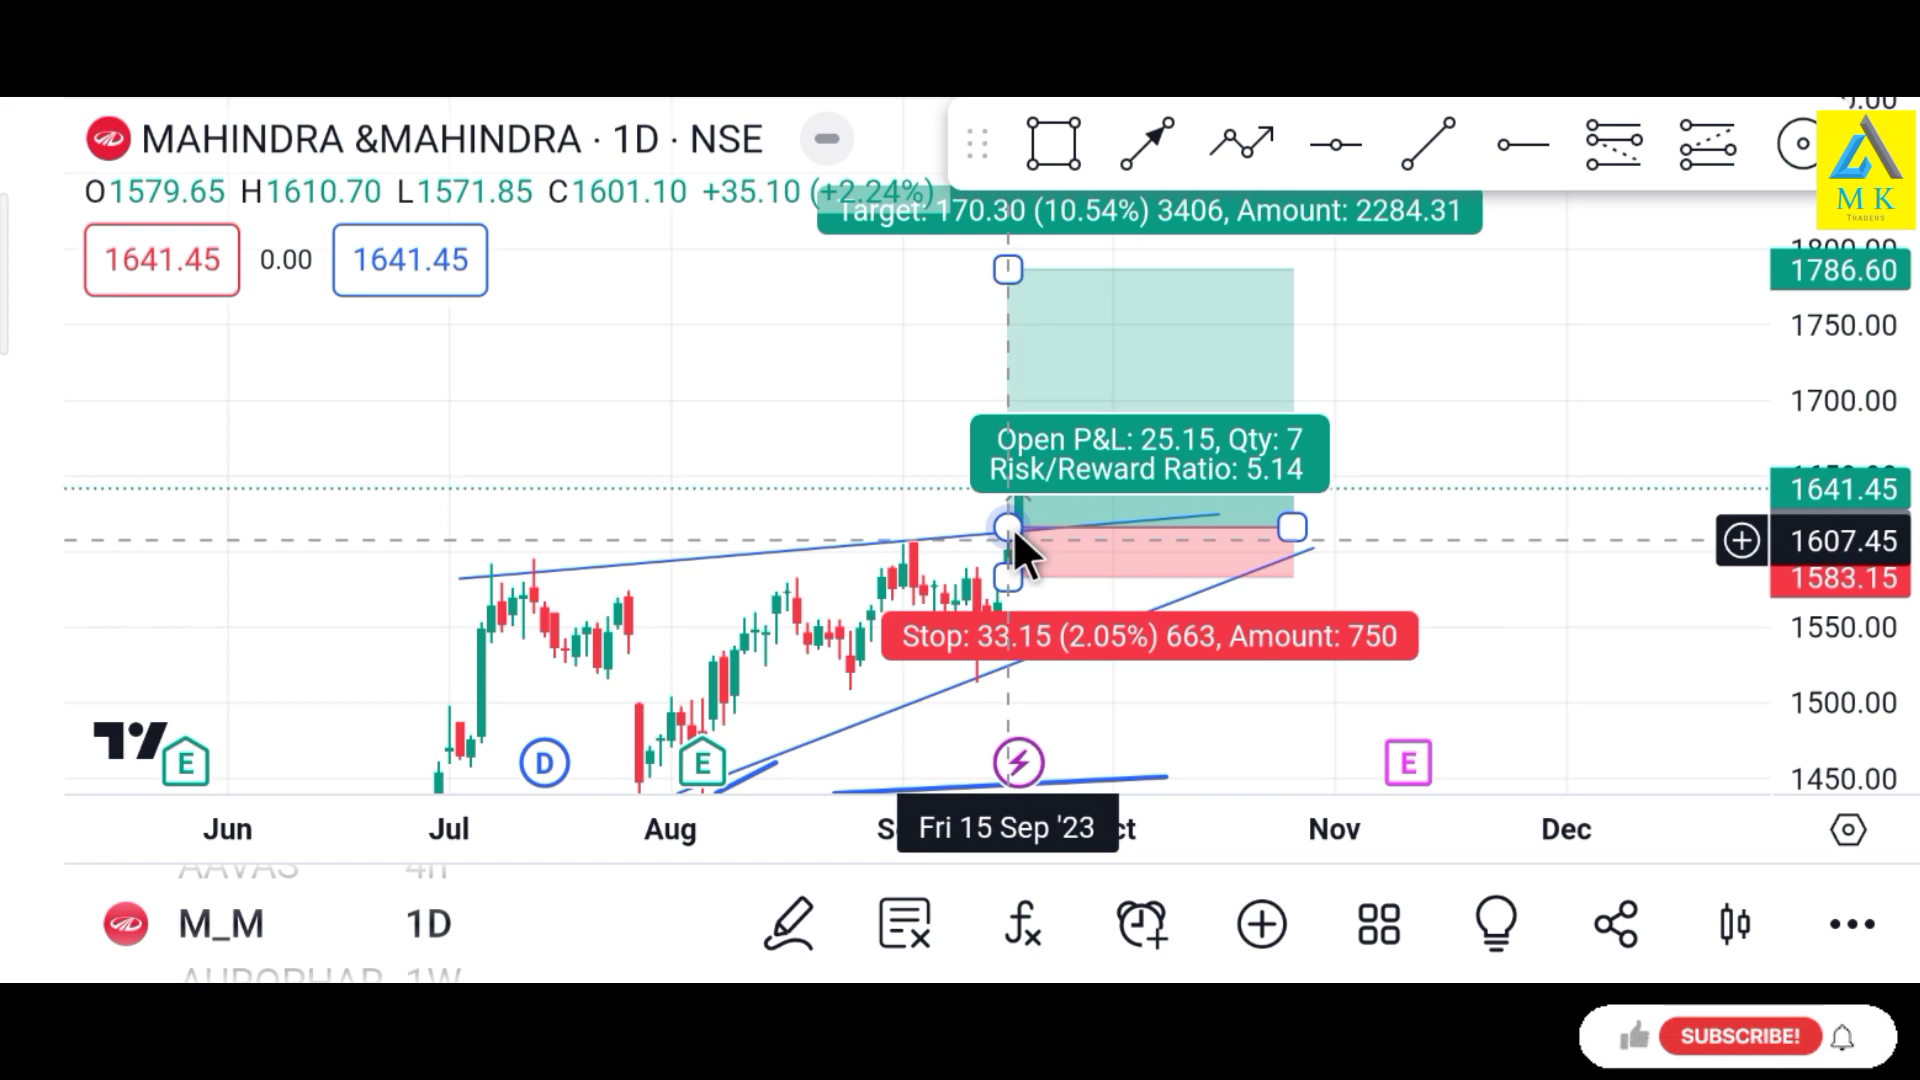 MAHINDRA &MAHINDRA · 1D · NSE
O1579.65 H1610.70 L1571.85 C1601.10 +35.10 (+2.24%)
1641.45 0.00 1641.45
Target: 170.30 (10.54%) 3406, Amount: 2284.31
M K
TRADERS
1800.00
1786.60
1750.00
1700.00
Open P&L: 25.15, Qty: 7
Risk/Reward Ratio: 5.14
1641.45
1607.45
1583.15
Stop: 33.15 (2.05%) 663, Amount: 750
1550.00
1500.00
1450.00
E D E E
Jun Jul Aug Fri 15 Sep '23 Nov Dec
AAVAS 4h
M_M 1D
AUROPHAR 1W
SUBSCRIBE!